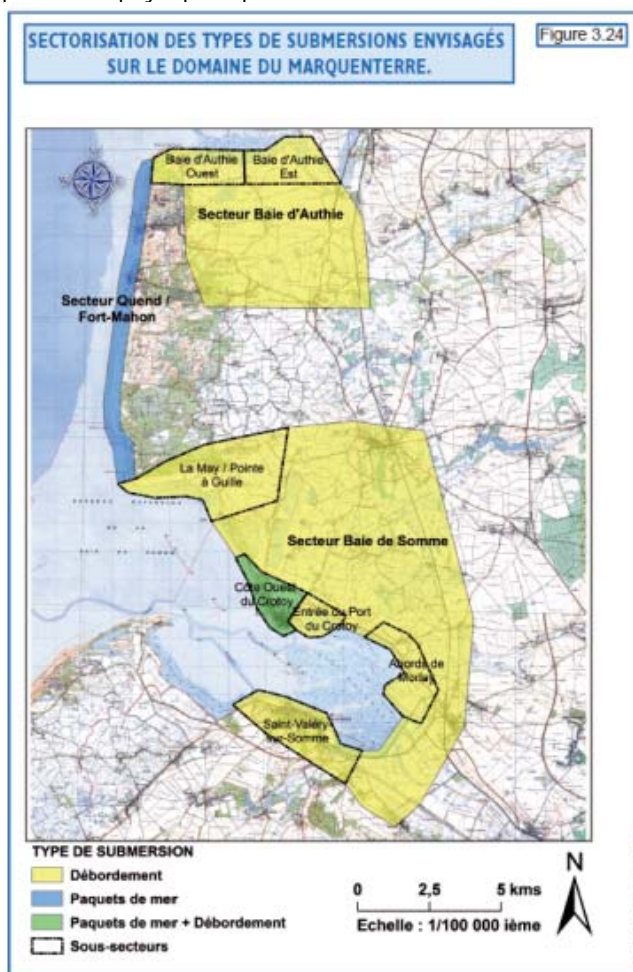 SECTORISATION DES TYPES DE SUBMERSIONS ENVISAGÉS
SUR LE DOMAINE DU MARQUENTERRE.
Figure 3.24
Baie d'Authie
Ouest
Baie d'Authie
Est
Secteur Baie d'Authie
Secteur Quend /
Fort-Mahon
La May / Pointe
à Guille
Secteur Baie de Somme
Côte Ouest
du Crotoy
Entrée du Port
du Crotoy
Abords de
Morlay
Saint-Valéry
sur-Somme
TYPE DE SUBMERSION
Débordement
Paquets de mer
Paquets de mer + Débordement
Sous-secteurs
0 2,5 5 kms
Echelle : 1/100 000 ième
N